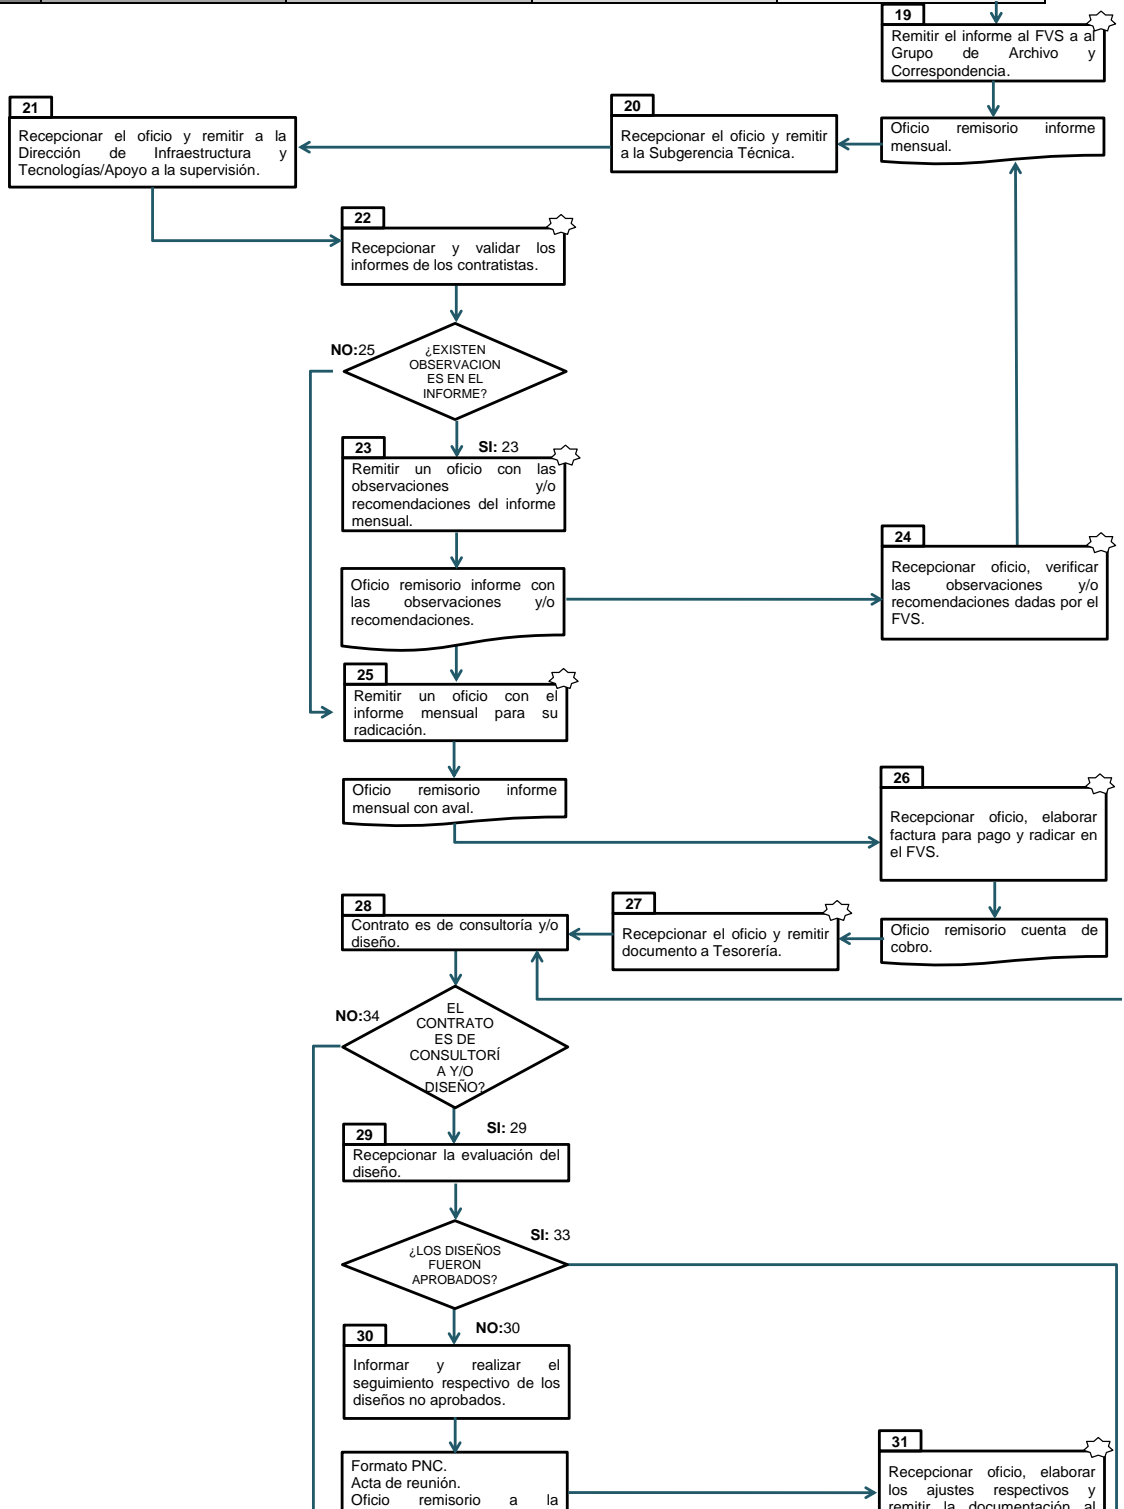 19
Remitir el informe al FVS a al
Grupo de Archivo y
Correspondencia.
21
Recepcionar el oficio y remitir a la
Dirección de Infraestructura y
Tecnologías/Apoyo a la supervisión.
20
Recepcionar el oficio y remitir
a la Subgerencia Técnica.
Oficio remisorio informe
mensual.
22
Recepcionar y validar los
informes de los contratistas.
NO:25
¿EXISTEN
OBSERVACION
ES EN EL
INFORME?
SI: 23
23
Remitir un oficio con las
observaciones y/o
recomendaciones del informe
mensual.
24
Recepcionar oficio, verificar
las observaciones y/o
recomendaciones dadas por el
FVS.
Oficio remisorio informe con
las observaciones y/o
recomendaciones.
25
Remitir un oficio con el
informe mensual para su
radicación.
Oficio remisorio informe
mensual con aval.
26
Recepcionar oficio, elaborar
factura para pago y radicar en
el FVS.
28
Contrato es de consultoría y/o
diseño.
27
Recepcionar el oficio y remitir
documento a Tesorería.
Oficio remisorio cuenta de
cobro.
NO:34
EL
CONTRATO
ES DE
CONSULTORÍ
A Y/O
DISEÑO?
SI: 29
29
Recepcionar la evaluación del
diseño.
SI: 33
¿LOS DISEÑOS
FUERON
APROBADOS?
NO:30
30
Informar y realizar el
seguimiento respectivo de los
diseños no aprobados.
Formato PNC.
Acta de reunión.
Oficio remisorio a la
31
Recepcionar oficio, elaborar
los ajustes respectivos y
remitir la documentación al